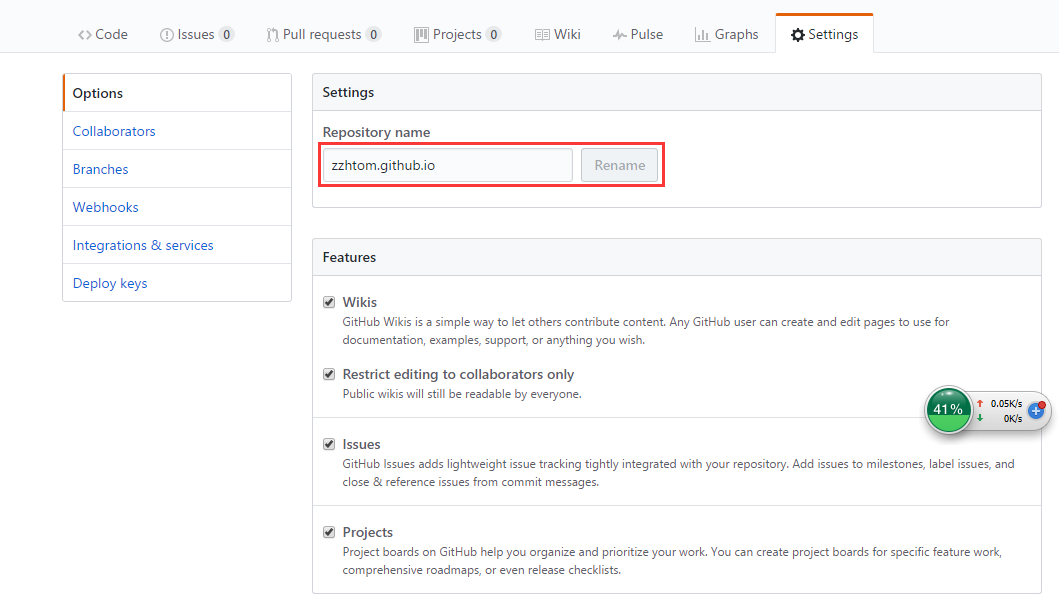 Code Issues 0 Pull requests 0 Projects 0 Wiki Pulse Graphs Settings
Options
Collaborators
Branches
Webhooks
Integrations & services
Deploy keys
Settings
Repository name
zzhtom.github.io Rename
Features
Wikis
GitHub Wikis is a simple way to let others contribute content. Any GitHub user can create and edit pages to use for
documentation, examples, support, or anything you wish.
Restrict editing to collaborators only
Public wikis will still be readable by everyone.
Issues
GitHub Issues adds lightweight issue tracking tightly integrated with your repository. Add issues to milestones, label issues, and
close & reference issues from commit messages.
Projects
Project boards on GitHub help you organize and prioritize your work. You can create project boards for specific feature work,
comprehensive roadmaps, or even release checklists.
41%
0.05K/s
0K/s